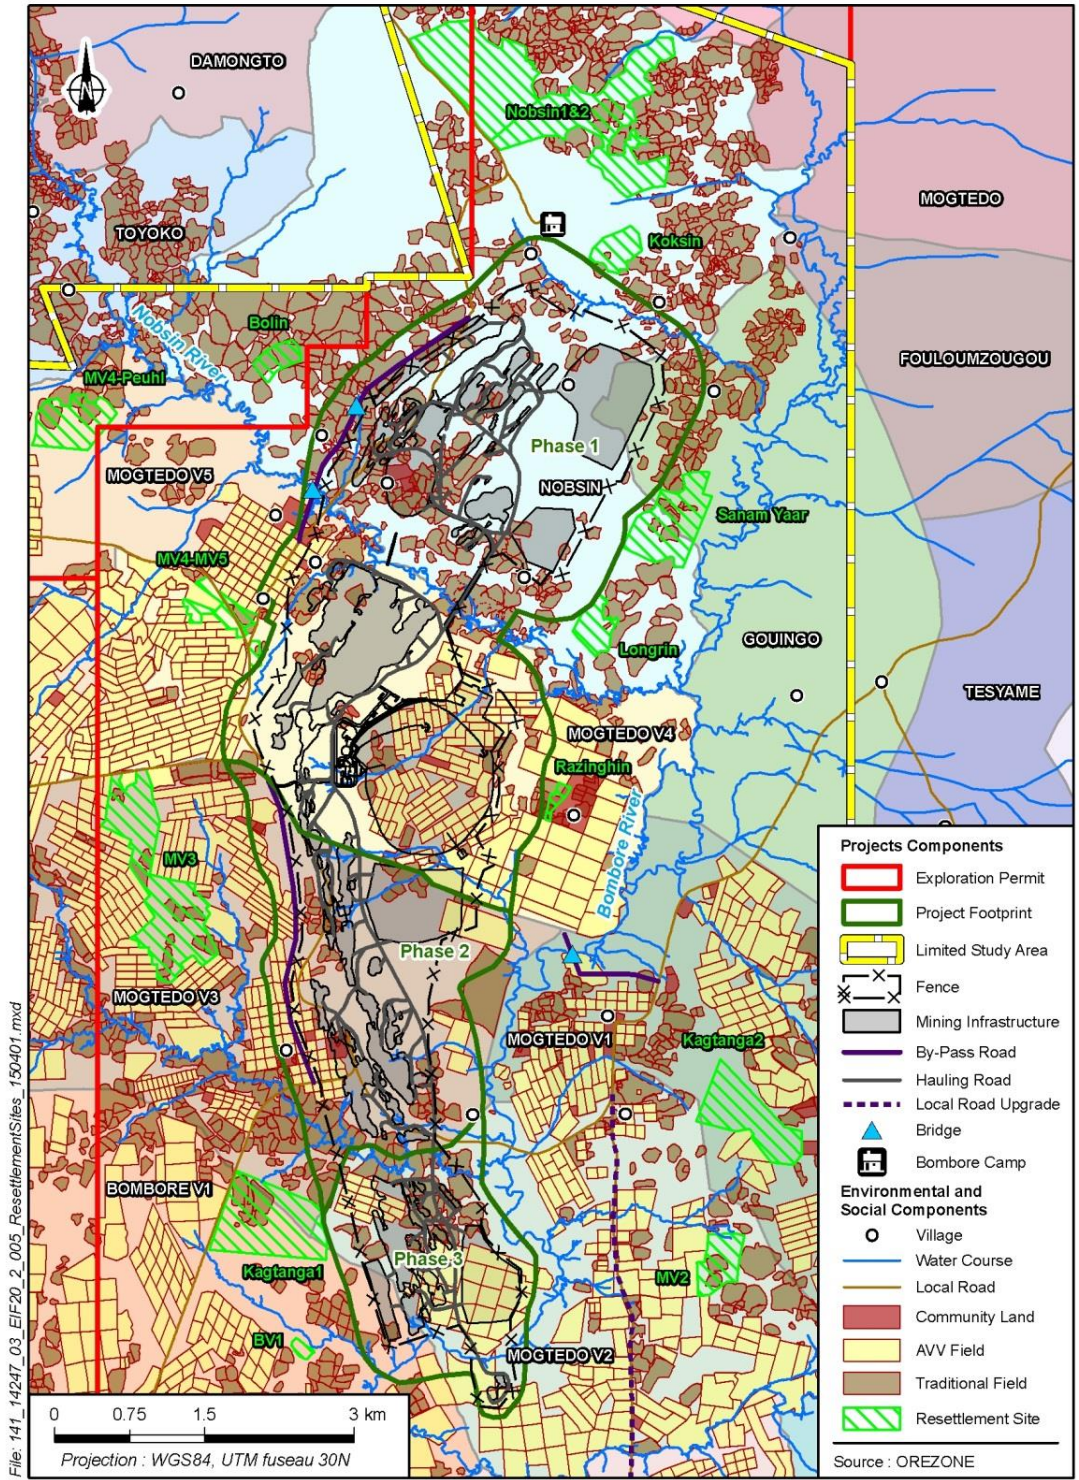 DAMONGTO
Nobsin1&2
MOGTEDO
TOYOKO
Koksin
Nobsin River
Bolin
FOULOUMZOUGOU
MV4-Peuhl
Phase 1
MOGTEDO V5
NOBSIN
Sanam Yaar
MV4-MV5
GOUINGO
Longrin
TESYAME
MOGTEDO V4
Razinghin
Bombore River
MV3
Phase 2
MOGTEDO V3
MOGTEDO V1
Kagtanga2
BOMBORE V1
Kagtanga1
Phase 3
MV2
BV1
MOGTEDO V2
Projects Components
Exploration Permit
Project Footprint
Limited Study Area
Fence
Mining Infrastructure
By-Pass Road
Hauling Road
Local Road Upgrade
Bridge
Bombore Camp
Environmental and
Social Components
Village
Water Course
Local Road
Community Land
AVV Field
Traditional Field
Resettlement Site
Source : OREZONE
0 0.75 1.5 3 km
Projection : WGS84, UTM fuseau 30N
File: 141_14247_03_EIF20_2_005_ResettlementSites_150401.mxd